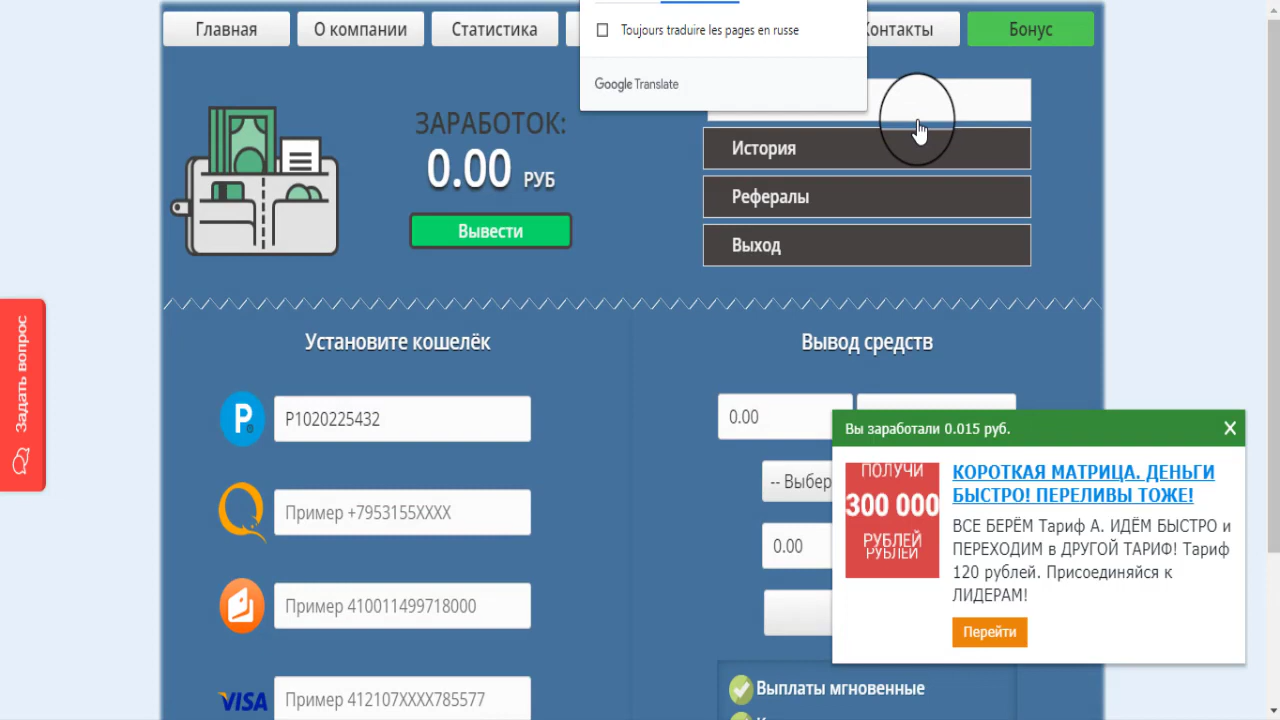 Главная
О компании
Статистика
Контакты
Бонус
Toujours traduire les pages en russe
Google Translate
ЗАРАБОТОК:
0.00 РУБ
Вывести
История
Рефералы
Выход
Задать вопрос
Установите кошелёк
P1020225432
Пример +7953155XXXX
Пример 410011499718000
VISA
Пример 412107XXXX785577
Вывод средств
0.00
-- Выбер
0.00
Выплаты мгновенные
Вы заработали 0.015 руб.
X
ПОЛУЧИ
300 000
РУБЛЕЙ
РУБЛЕЙ
КОРОТКАЯ МАТРИЦА. ДЕНЬГИ
БЫСТРО! ПЕРЕЛИВЫ ТОЖЕ!
ВСЕ БЕРЁМ Тариф А. ИДЁМ БЫСТРО и
ПЕРЕХОДИМ в ДРУГОЙ ТАРИФ! Тариф
120 рублей. Присоединяйся к
ЛИДЕРАМ!
Перейти